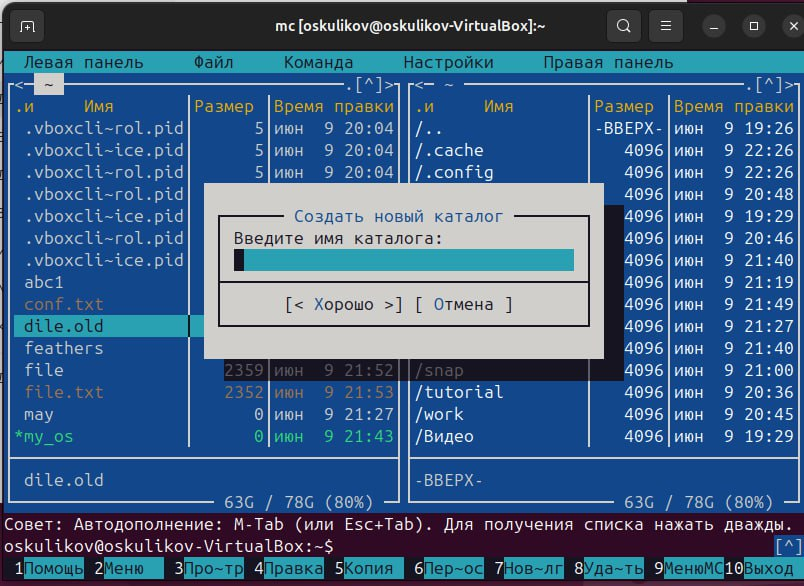 mc [oskulikov@oskulikov-VirtualBox]:~
Левая панель Файл Команда Настройки Правая панель
<─ ~ .[^]> <─ ~ .[^]>
.и Имя Размер Время правки .и Имя Размер Время правки
.vboxcli~rol.pid 5 июн 9 20:04 /.. -ВВЕРХ- июн 9 19:26
.vboxcli~ice.pid 5 июн 9 20:04 /.cache 4096 июн 9 22:26
.vboxcli~rol.pid 5 июн 9 20:04 /.config 4096 июн 9 22:26
.vboxcli~rol.pid 4096 июн 9 20:48
.vboxcli~ice.pid Создать новый каталог 4096 июн 9 19:29
.vboxcli~rol.pid Введите имя каталога: 4096 июн 9 20:46
.vboxcli~ice.pid 4096 июн 9 21:40
abc1 4096 июн 9 21:19
conf.txt [< Хорошо >] [ Отмена ] 4096 июн 9 21:49
dile.old 4096 июн 9 21:27
feathers 4096 июн 9 21:40
file 2359 июн 9 21:52 /snap 4096 июн 9 21:00
file.txt 2352 июн 9 21:53 /tutorial 4096 июн 9 20:36
may 0 июн 9 21:27 /work 4096 июн 9 20:45
*my_os 0 июн 9 21:43 /Видео 4096 июн 9 19:29
dile.old -ВВЕРХ-
63G / 78G (80%) 63G / 78G (80%)
Совет: Автодополнение: M-Tab (или Esc+Tab). Для получения списка нажать дважды.
oskulikov@oskulikov-VirtualBox:~$ [^]
1Помощь 2Меню 3Про~тр 4Правка 5Копия 6Пер~ос 7Нов~лг 8Уда~ть 9МенюMC 10Выход